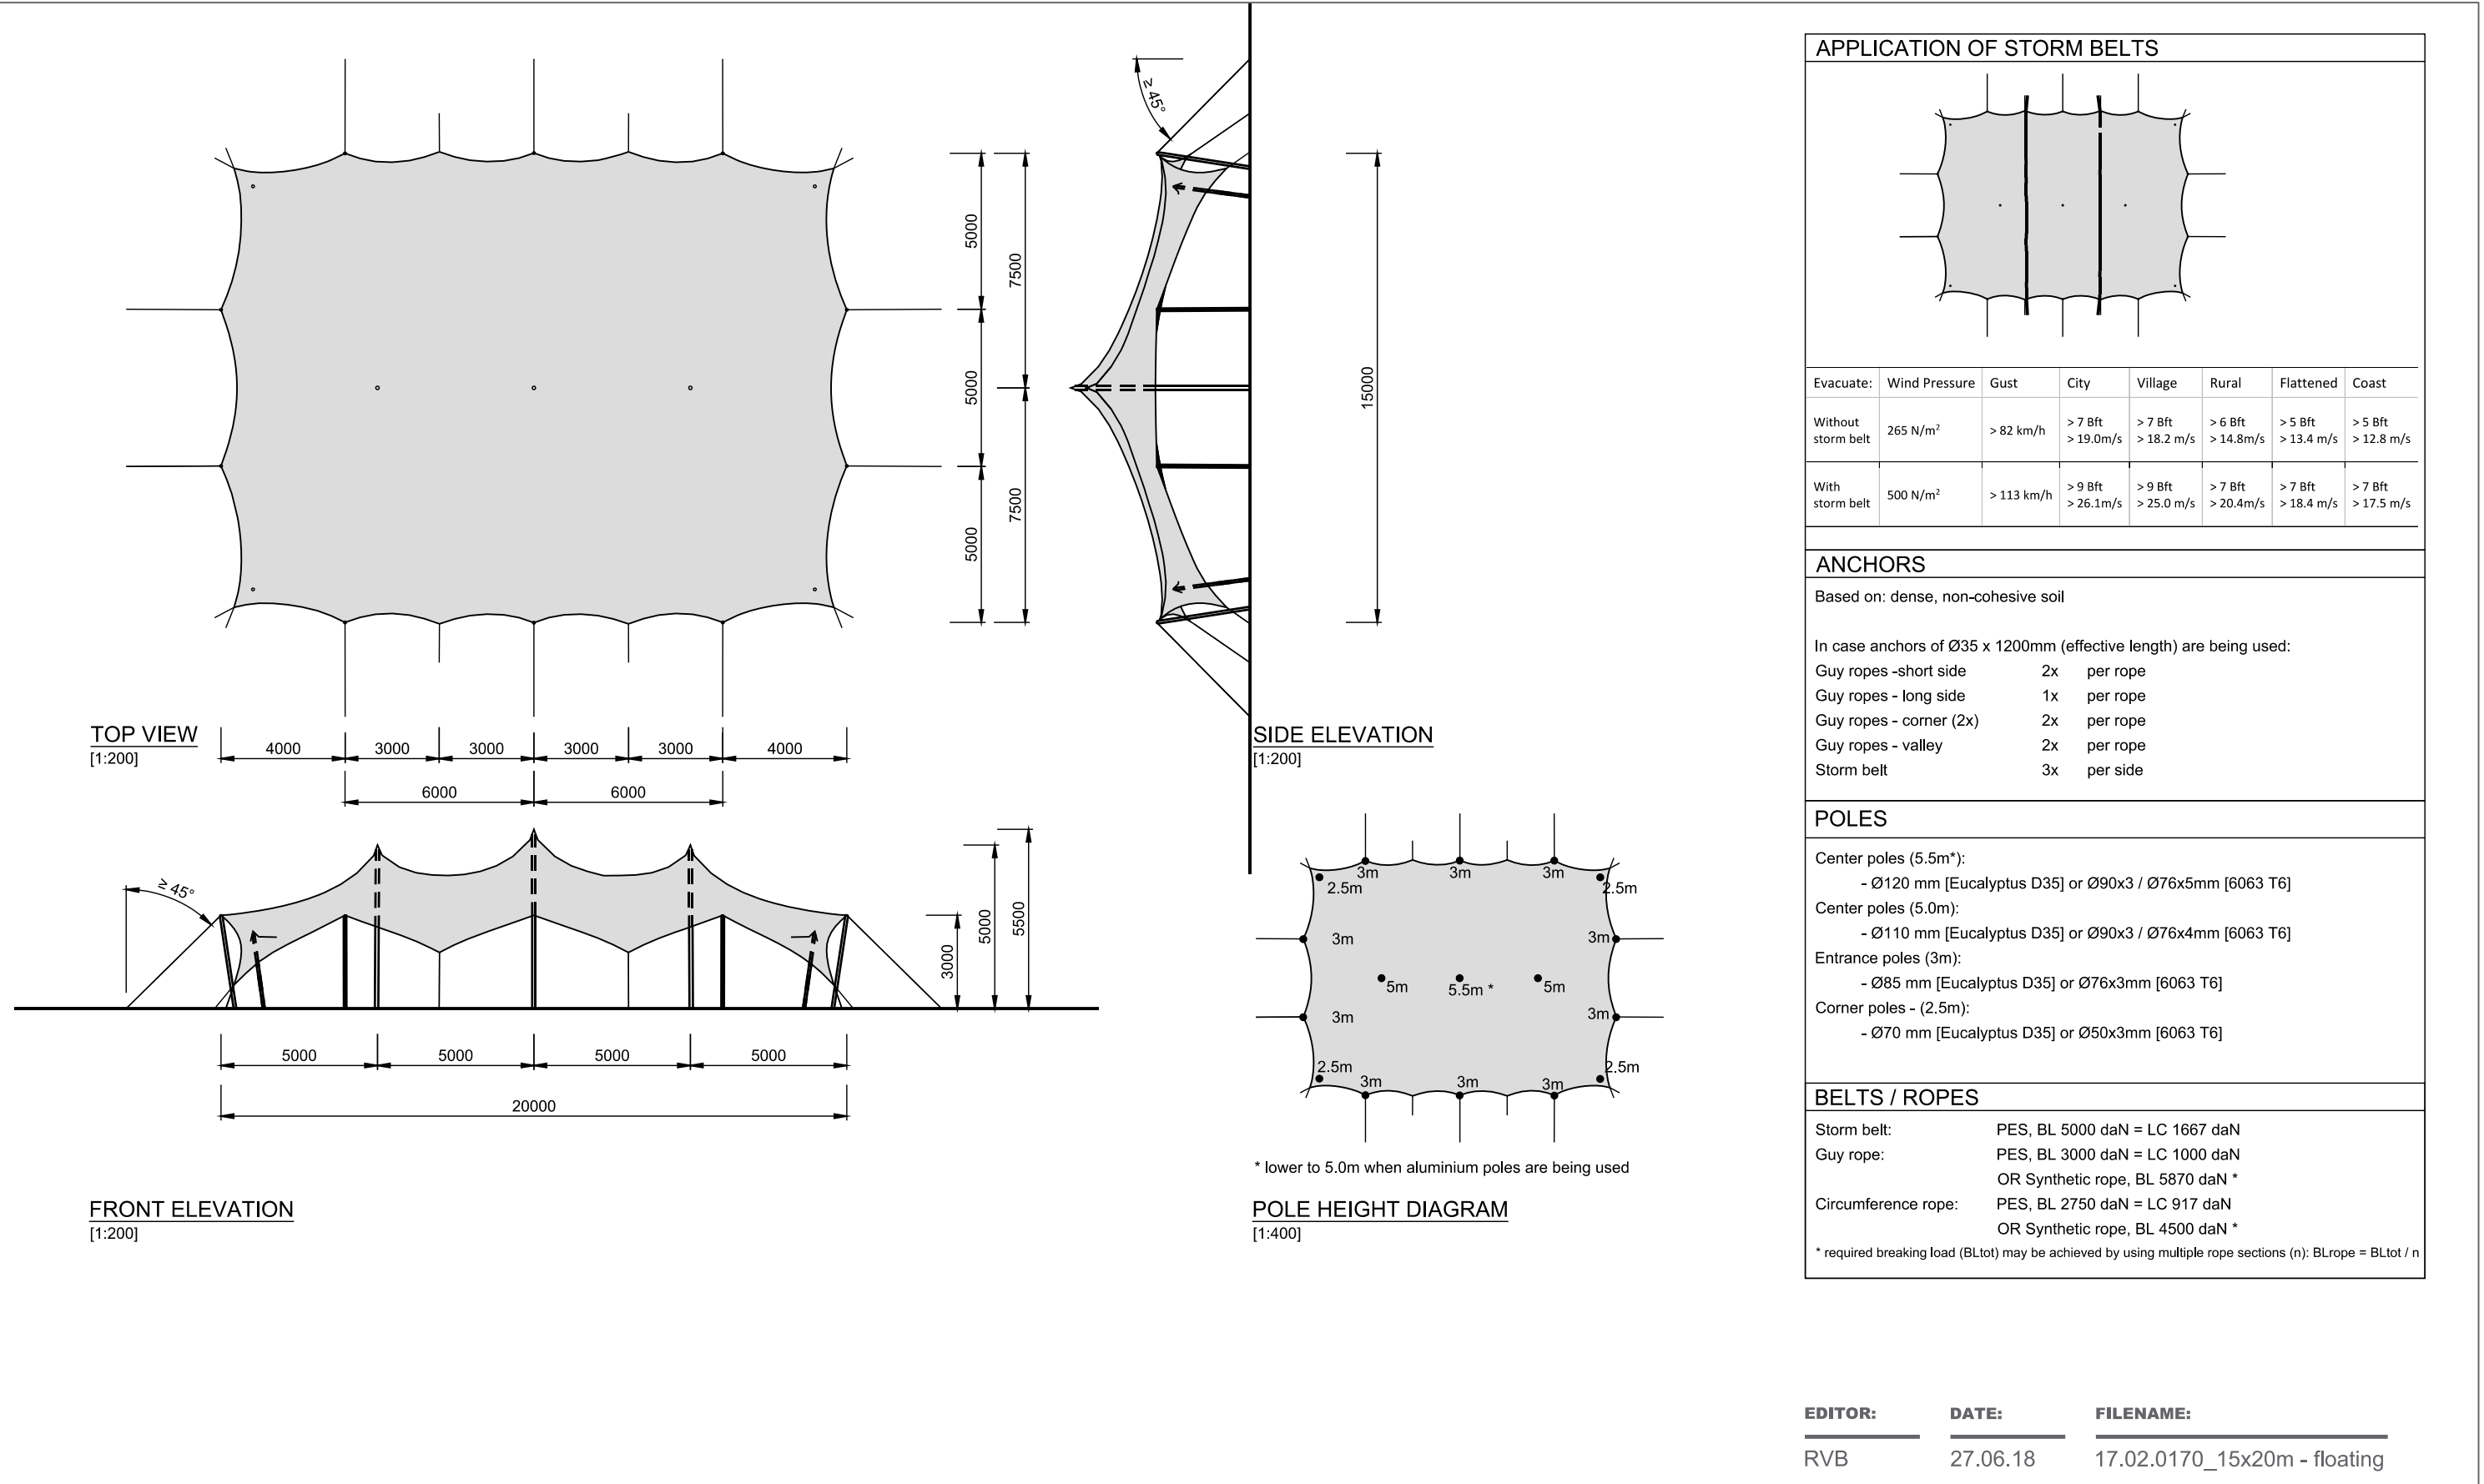 ≥ 45°
5000
7500
5000
5000
7500
15000
TOP VIEW
[1:200]
4000
3000
3000
3000
3000
4000
6000
6000
SIDE ELEVATION
[1:200]
≥ 45°
3000
5000
5500
5000
5000
5000
5000
20000
FRONT ELEVATION
[1:200]
3m
3m
3m
2.5m
2.5m
3m
3m
5m
5.5m *
5m
3m
3m
2.5m
2.5m
3m
3m
3m
* lower to 5.0m when aluminium poles are being used
POLE HEIGHT DIAGRAM
[1:400]
APPLICATION OF STORM BELTS
Evacuate: Wind Pressure Gust City Village Rural Flattened Coast
Without storm belt 265 N/m² > 82 km/h > 7 Bft > 19.0m/s > 7 Bft > 18.2 m/s > 6 Bft > 14.8m/s > 5 Bft > 13.4 m/s > 5 Bft > 12.8 m/s
With storm belt 500 N/m² > 113 km/h > 9 Bft > 26.1m/s > 9 Bft > 25.0 m/s > 7 Bft > 20.4m/s > 7 Bft > 18.4 m/s > 7 Bft > 17.5 m/s
ANCHORS
Based on: dense, non-cohesive soil
In case anchors of Ø35 x 1200mm (effective length) are being used:
Guy ropes -short side 2x per rope
Guy ropes - long side 1x per rope
Guy ropes - corner (2x) 2x per rope
Guy ropes - valley 2x per rope
Storm belt 3x per side
POLES
Center poles (5.5m*):
- Ø120 mm [Eucalyptus D35] or Ø90x3 / Ø76x5mm [6063 T6]
Center poles (5.0m):
- Ø110 mm [Eucalyptus D35] or Ø90x3 / Ø76x4mm [6063 T6]
Entrance poles (3m):
- Ø85 mm [Eucalyptus D35] or Ø76x3mm [6063 T6]
Corner poles - (2.5m):
- Ø70 mm [Eucalyptus D35] or Ø50x3mm [6063 T6]
BELTS / ROPES
Storm belt: PES, BL 5000 daN = LC 1667 daN
Guy rope: PES, BL 3000 daN = LC 1000 daN
OR Synthetic rope, BL 5870 daN *
Circumference rope: PES, BL 2750 daN = LC 917 daN
OR Synthetic rope, BL 4500 daN *
* required breaking load (BLtot) may be achieved by using multiple rope sections (n): BLrope = BLtot / n
EDITOR: DATE: FILENAME:
RVB 27.06.18 17.02.0170_15x20m - floating